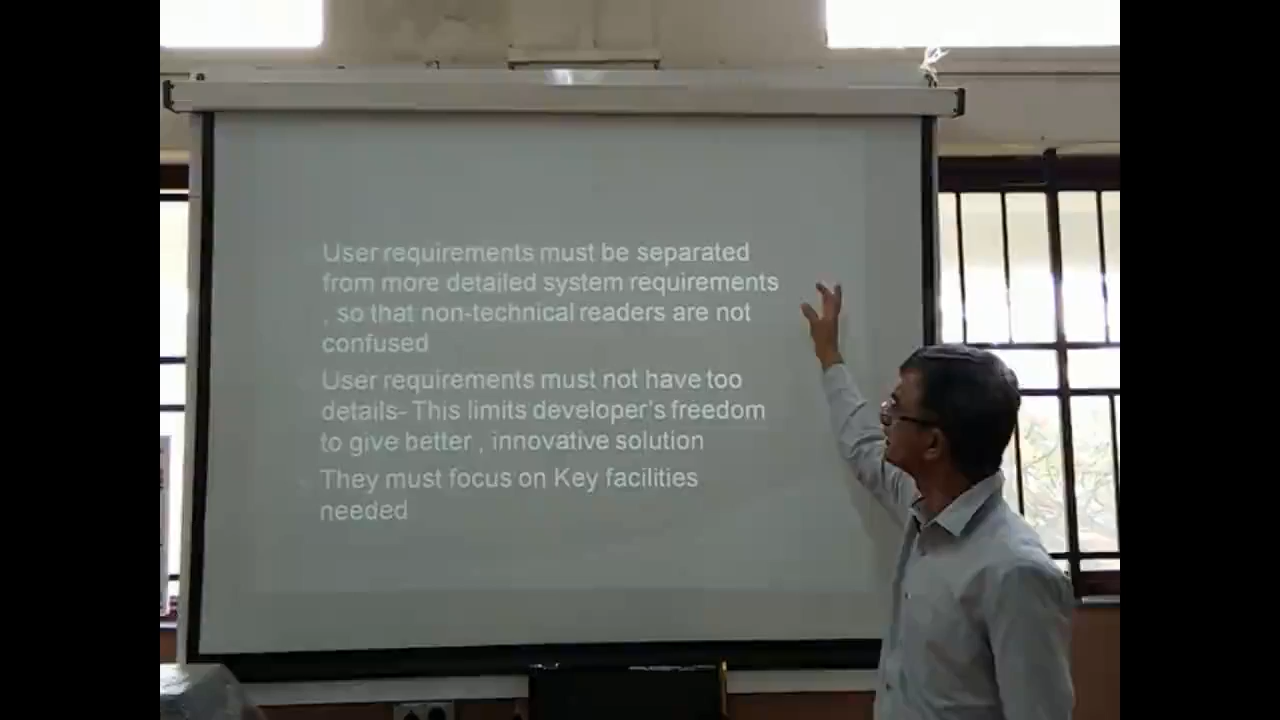 User requirements must be separated
from more detailed system requirements
, so that non-technical readers are not
confused
User requirements must not have too
details- This limits developer's freedom
to give better , innovative solution
They must focus on Key facilities
needed